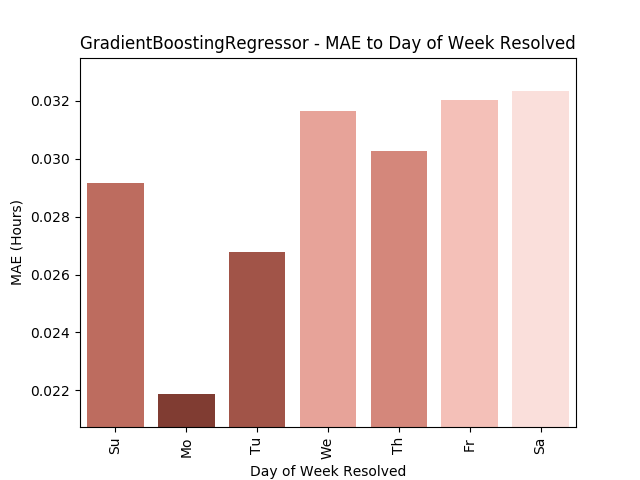 GradientBoostingRegressor - MAE to Day of Week Resolved
MAE (Hours)
0.032
0.030
0.028
0.026
0.024
0.022
Su
Mo
Tu
We
Th
Fr
Sa
Day of Week Resolved